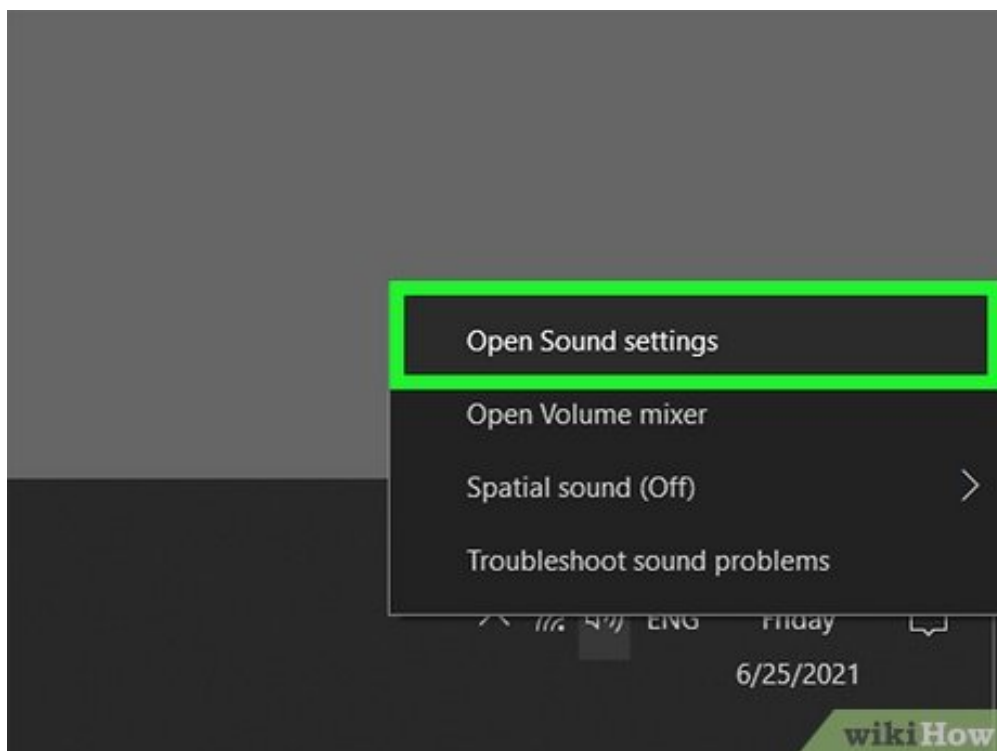 Open Sound settings
Open Volume mixer
Spatial sound (Off)
Troubleshoot sound problems
ENG
Friday
6/25/2021
wikiHow